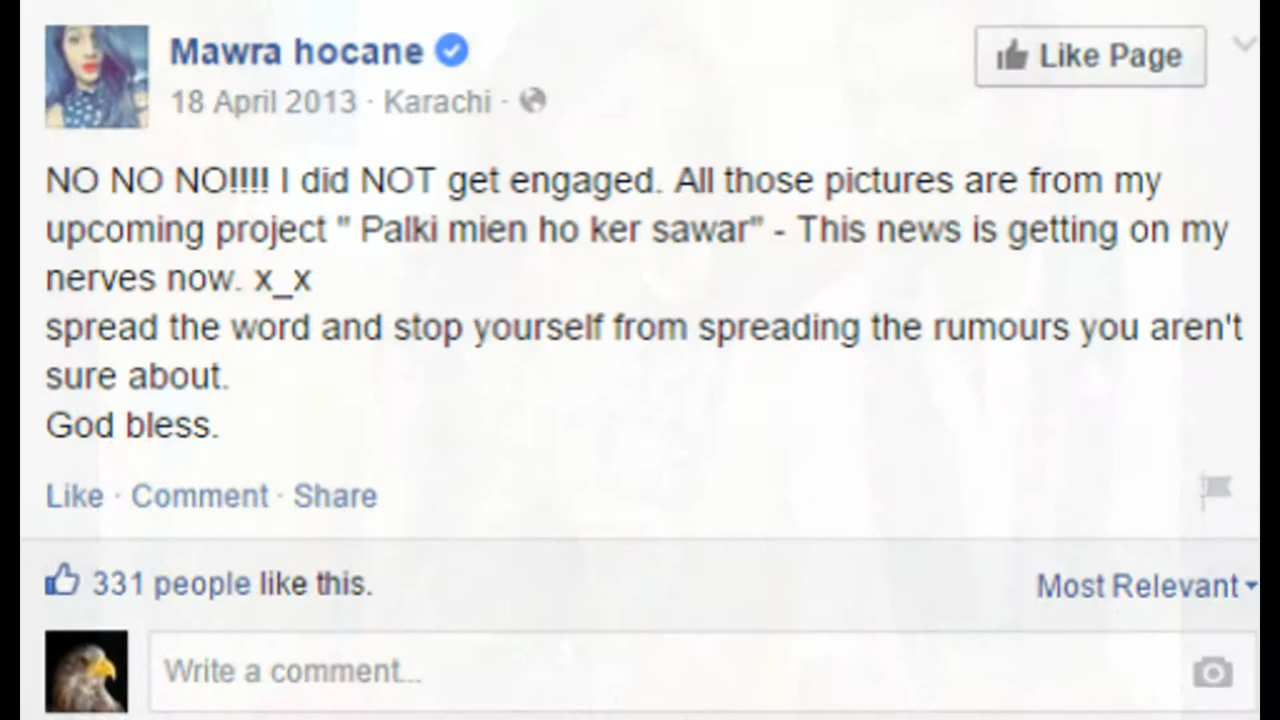 Mawra hocane
Like Page
18 April 2013 · Karachi ·
NO NO NO!!!! I did NOT get engaged. All those pictures are from my
upcoming project " Palki mien ho ker sawar" - This news is getting on my
nerves now. x_x
spread the word and stop yourself from spreading the rumours you aren't
sure about.
God bless.
Like · Comment · Share
331 people like this.
Most Relevant
Write a comment...